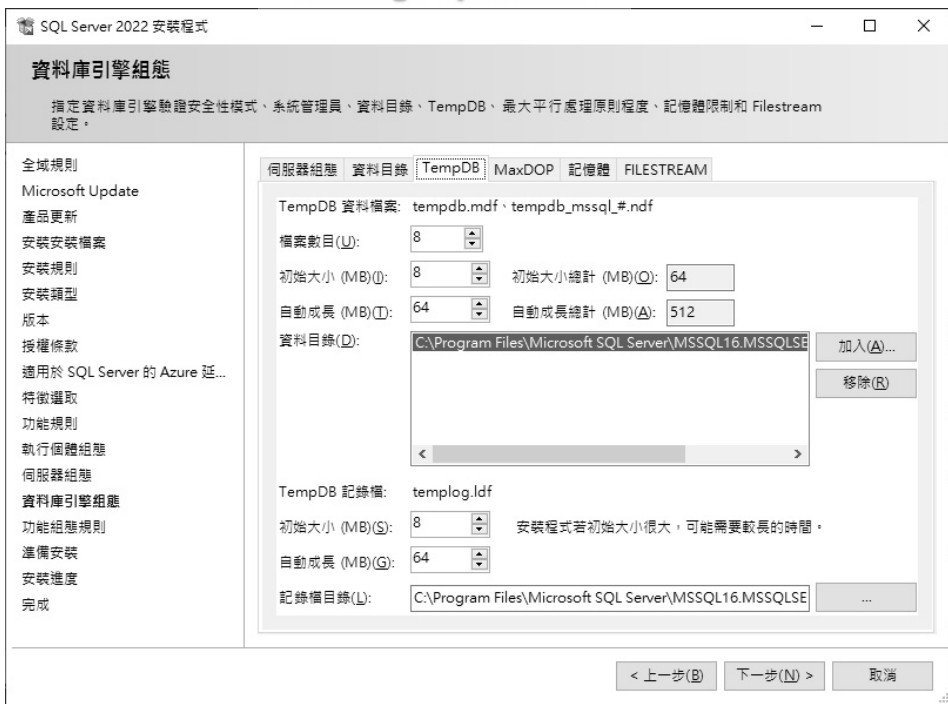 SQL Server 2022 安裝程式
資料庫引擎組態
指定資料庫引擎驗證安全性模式、系統管理員、資料目錄、TempDB、最大平行處理原則程度、記憶體限制和 Filestream
設定。
全域規則
Microsoft Update
產品更新
安裝安裝檔案
安裝規則
安裝類型
版本
授權條款
適用於 SQL Server 的 Azure 延...
特徵選取
功能規則
執行個體組態
伺服器組態
資料庫引擎組態
功能組態規則
準備安裝
安裝進度
完成
伺服器組態 資料目錄 TempDB MaxDOP 記憶體 FILESTREAM
TempDB 資料檔案: tempdb.mdf、tempdb_mssql_#.ndf
檔案數目(U): 8
初始大小 (MB)(I): 8 初始大小總計 (MB)(O): 64
自動成長 (MB)(T): 64 自動成長總計 (MB)(A): 512
資料目錄(D): C:\Program Files\Microsoft SQL Server\MSSQL16.MSSQLSE 加入(A)...
移除(R)
TempDB 記錄檔: templog.ldf
初始大小 (MB)(S): 8 安裝程式若初始大小很大，可能需要較長的時間。
自動成長 (MB)(G): 64
記錄檔目錄(L): C:\Program Files\Microsoft SQL Server\MSSQL16.MSSQLSE ...
< 上一步(B) 下一步(N) > 取消